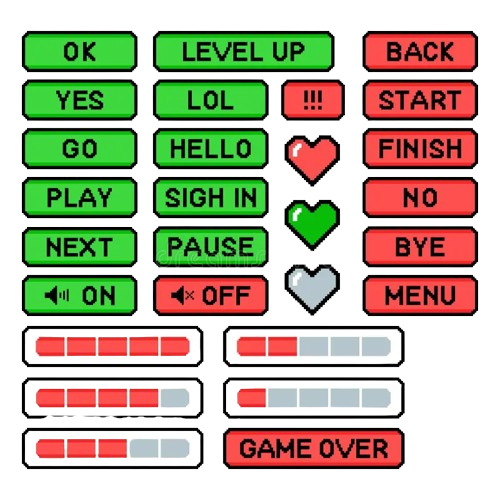 OK LEVEL UP BACK
YES LOL !!! START
GO HELLO FINISH
PLAY SIGH IN NO
NEXT PAUSE BYE
ON OFF MENU
GAME OVER